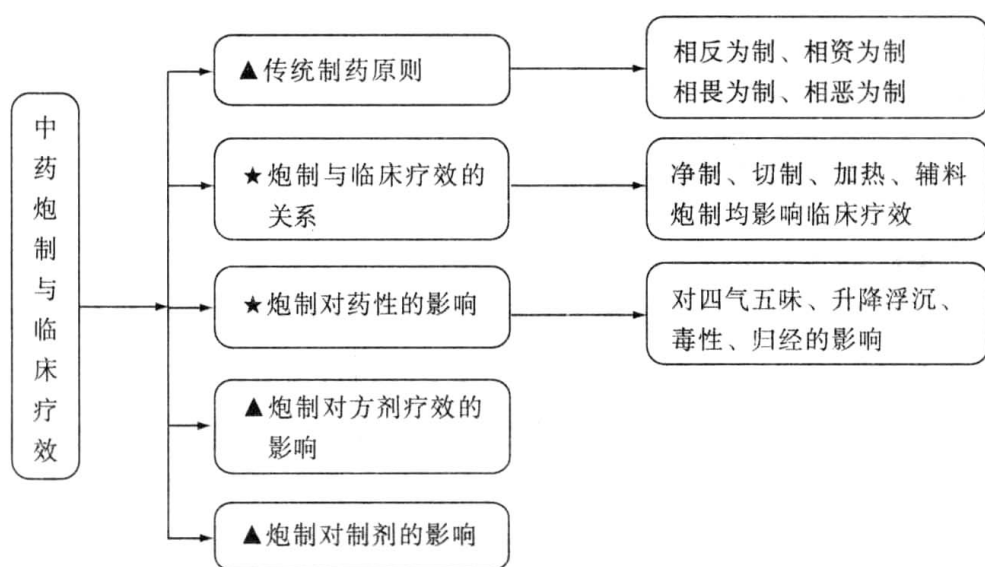 中药炮制与临床疗效
▲传统制药原则
相反为制、相资为制
相畏为制、相恶为制
★炮制与临床疗效的
关系
净制、切制、加热、辅料
炮制均影响临床疗效
★炮制对药性的影响
对四气五味、升降浮沉、
毒性、归经的影响
▲炮制对方剂疗效的
影响
▲炮制对制剂的影响